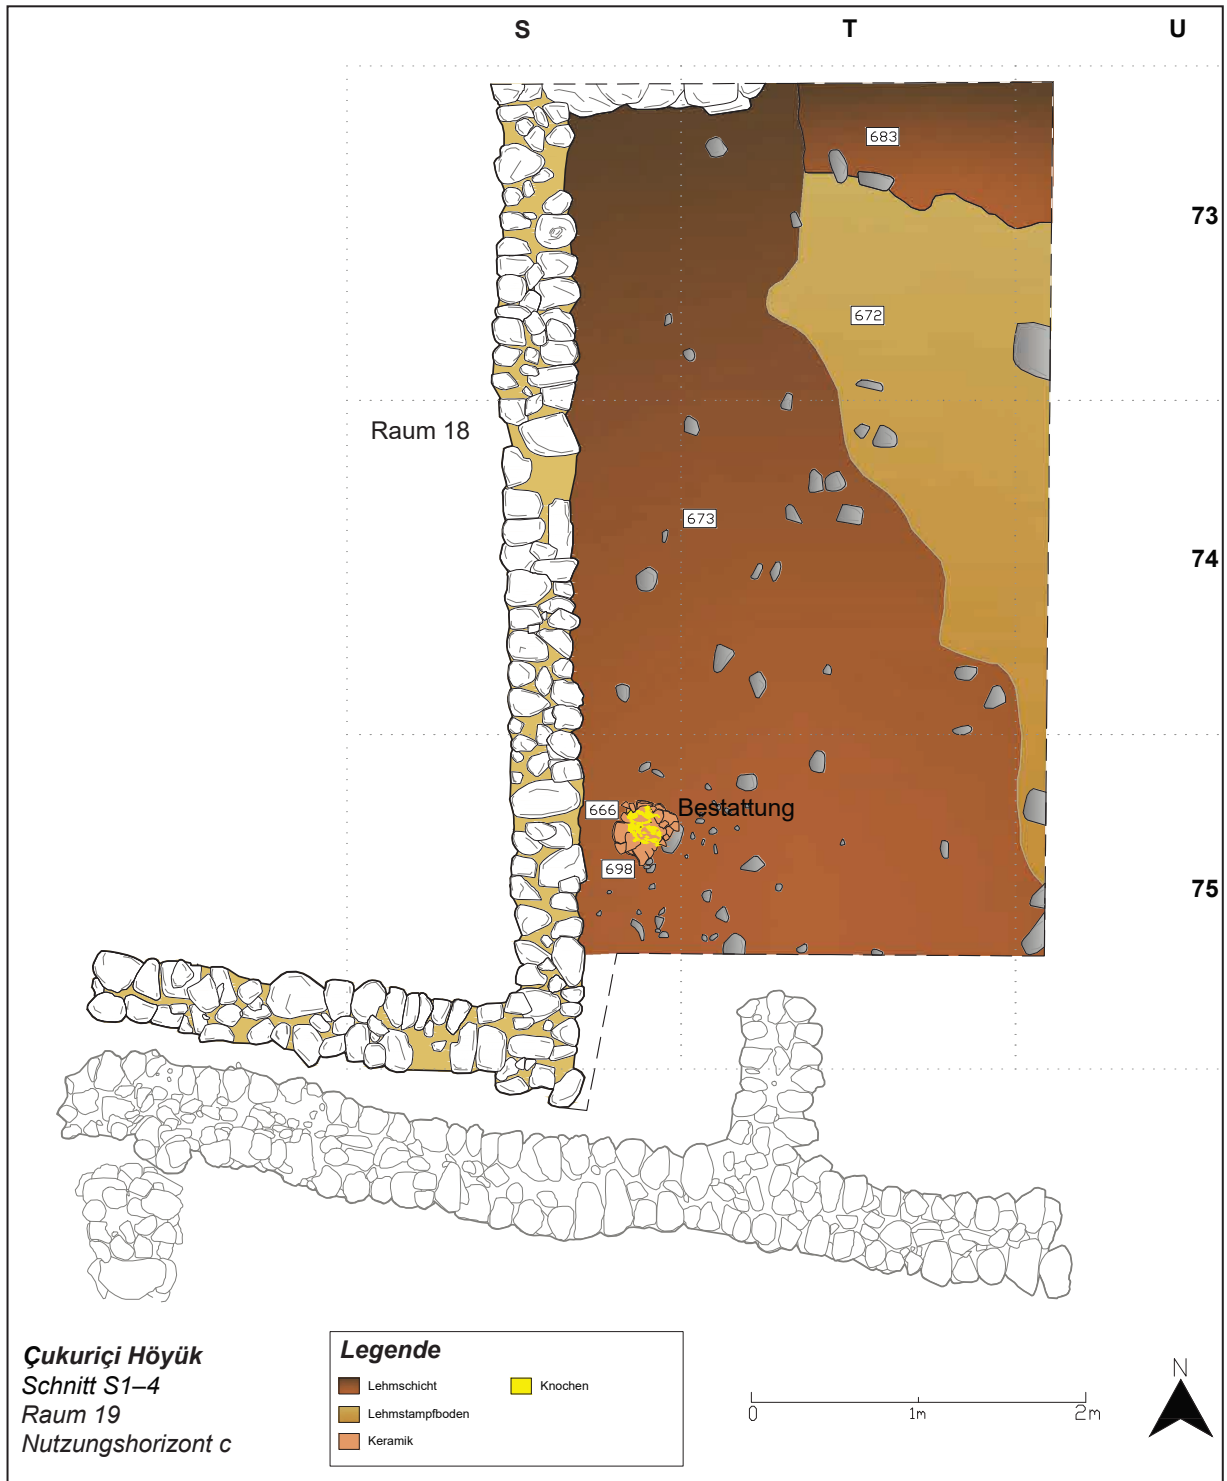 S T U
683
73
672
Raum 18
673
74
666 Bestattung
698
75
Çukuriçi Höyük
Schnitt S1–4
Raum 19
Nutzungshorizont c
Legende
Lehmschicht
Knochen
Lehmstampfboden
Keramik
0 1m 2m
N